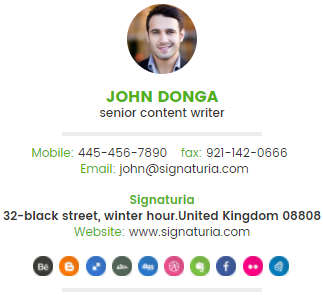 JOHN DONGA
senior content writer
Mobile: 445-456-7890 fax: 921-142-0666
Email: john@signaturia.com
Signaturia
32-black street, winter hour.United Kingdom 08808
Website: www.signaturia.com